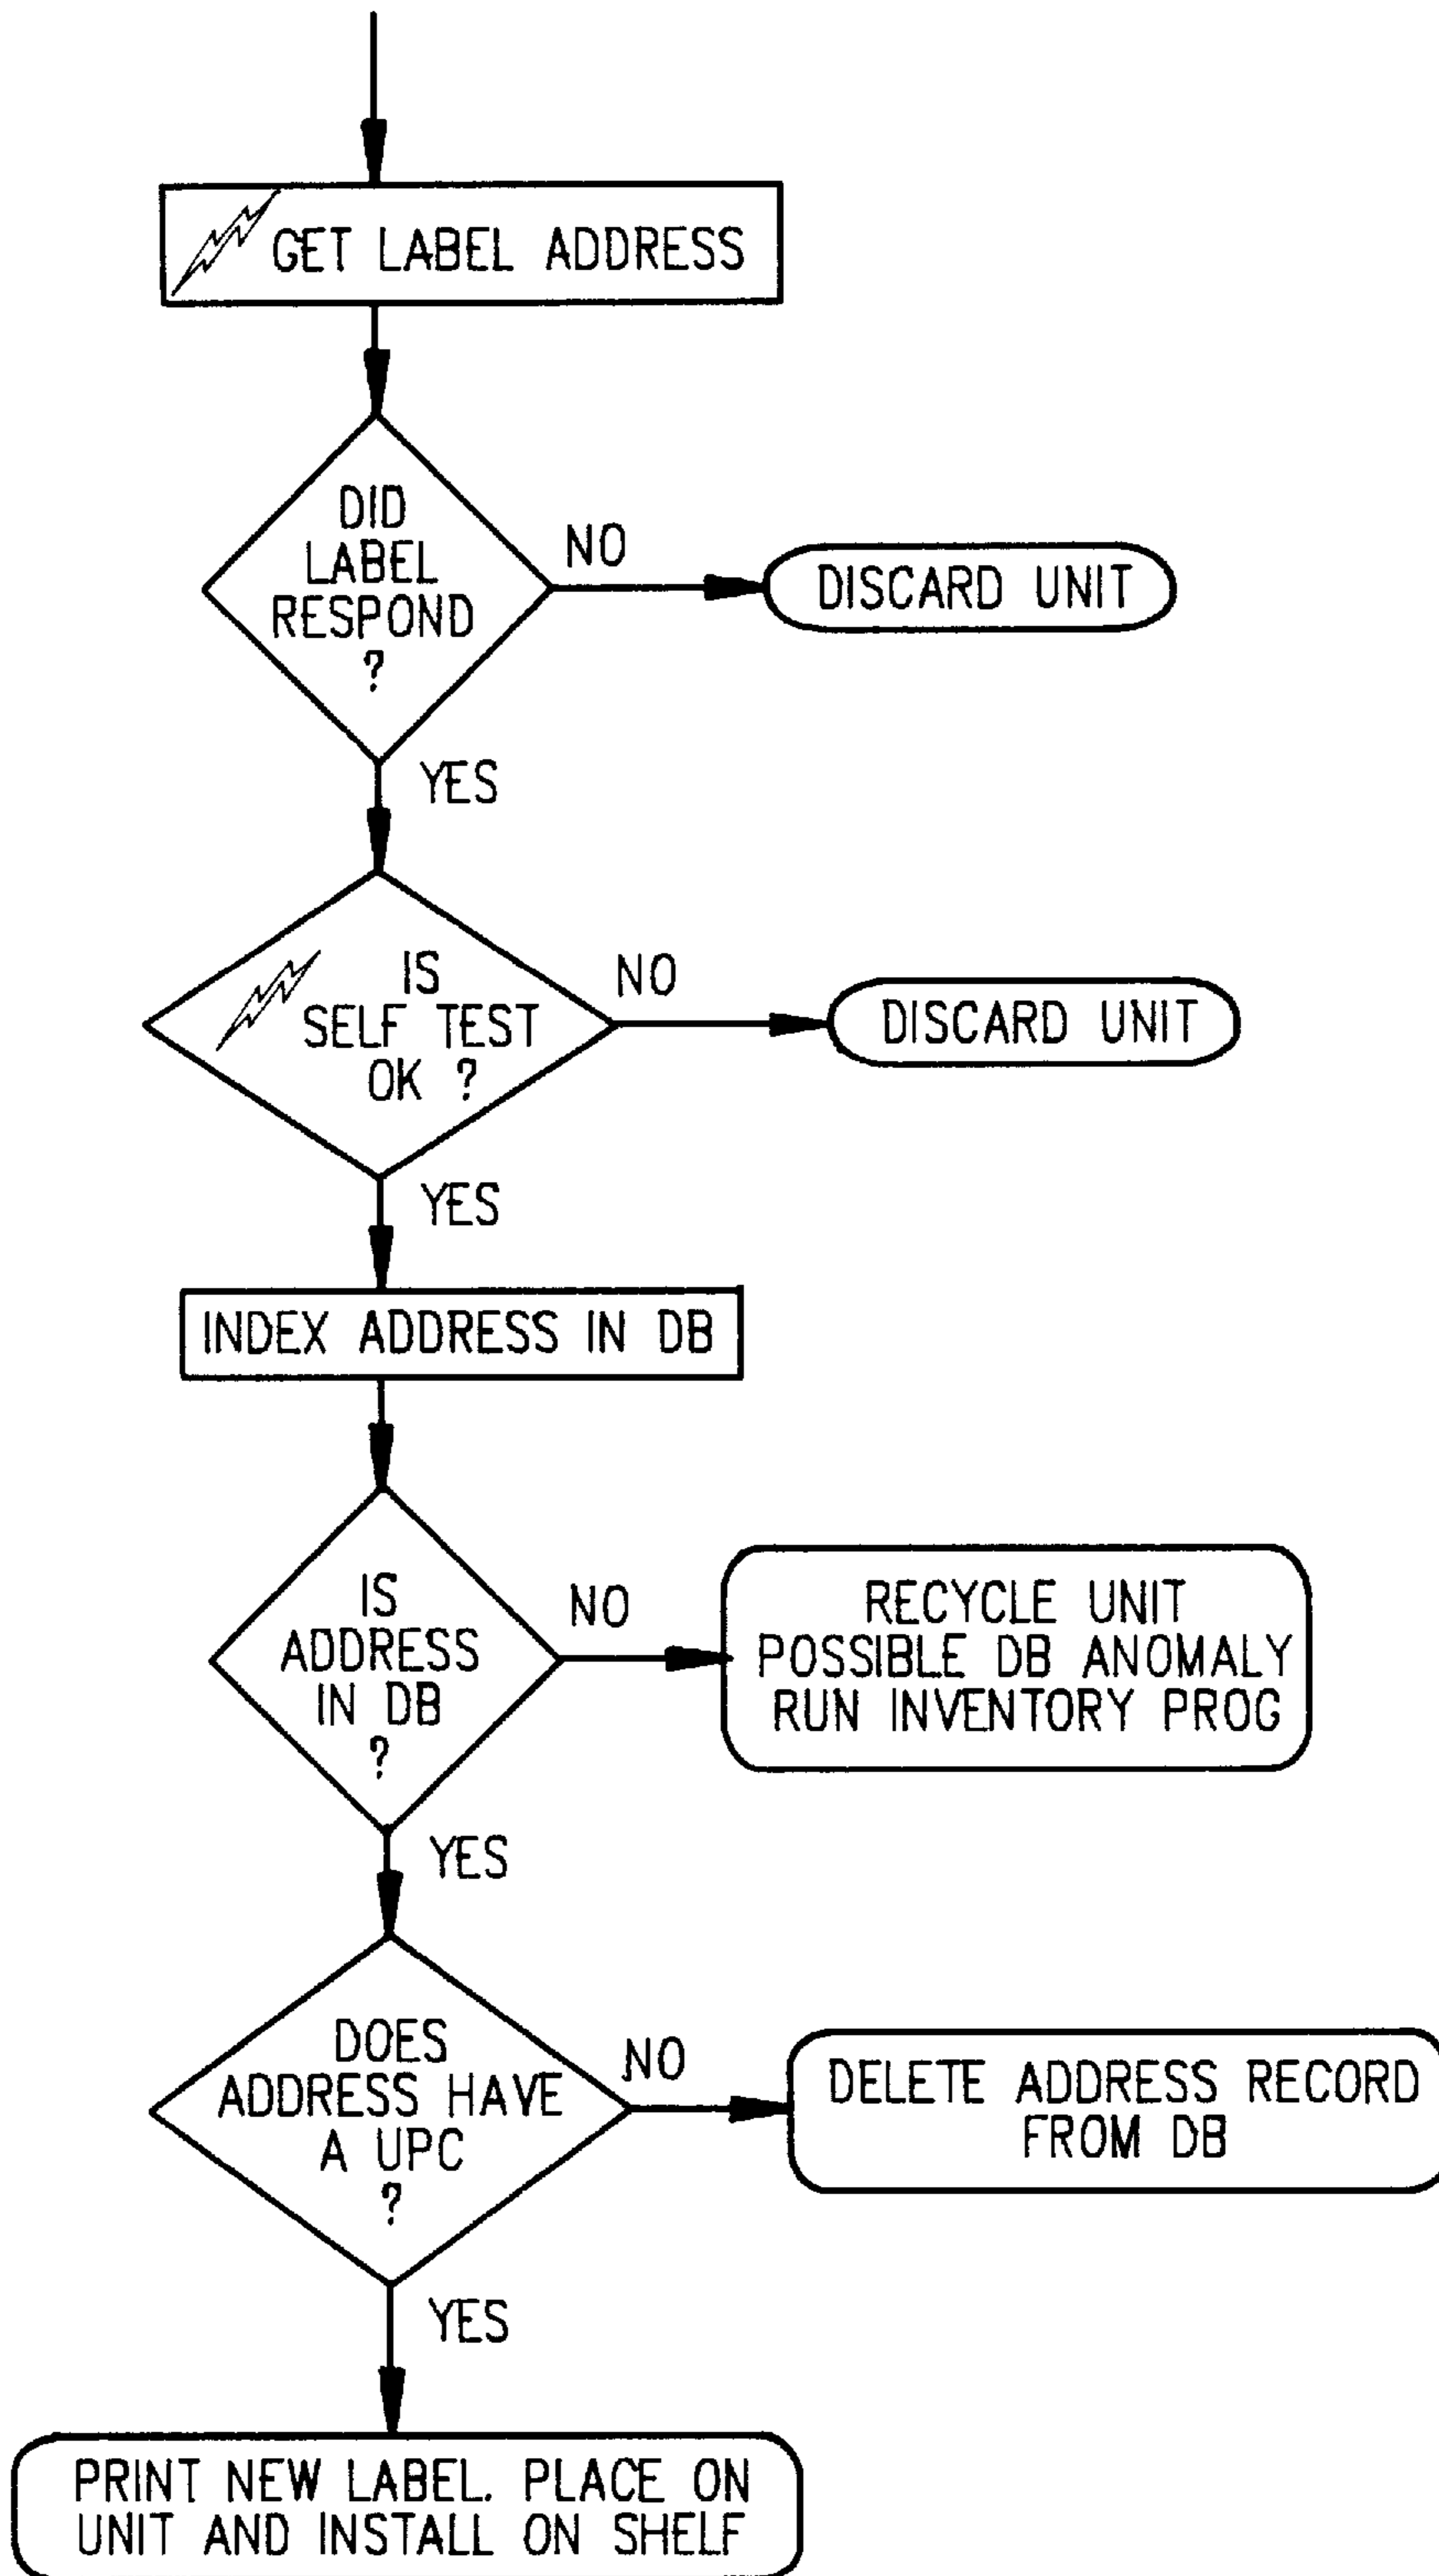 GET LABEL ADDRESS
DID
LABEL
RESPOND
?
NO
DISCARD UNIT
YES
IS
SELF TEST
OK ?
NO
DISCARD UNIT
YES
INDEX ADDRESS IN DB
IS
ADDRESS
IN DB
?
NO
RECYCLE UNIT
POSSIBLE DB ANOMALY
RUN INVENTORY PROG
YES
DOES
ADDRESS HAVE
A UPC
?
NO
DELETE ADDRESS RECORD
FROM DB
YES
PRINT NEW LABEL. PLACE ON
UNIT AND INSTALL ON SHELF